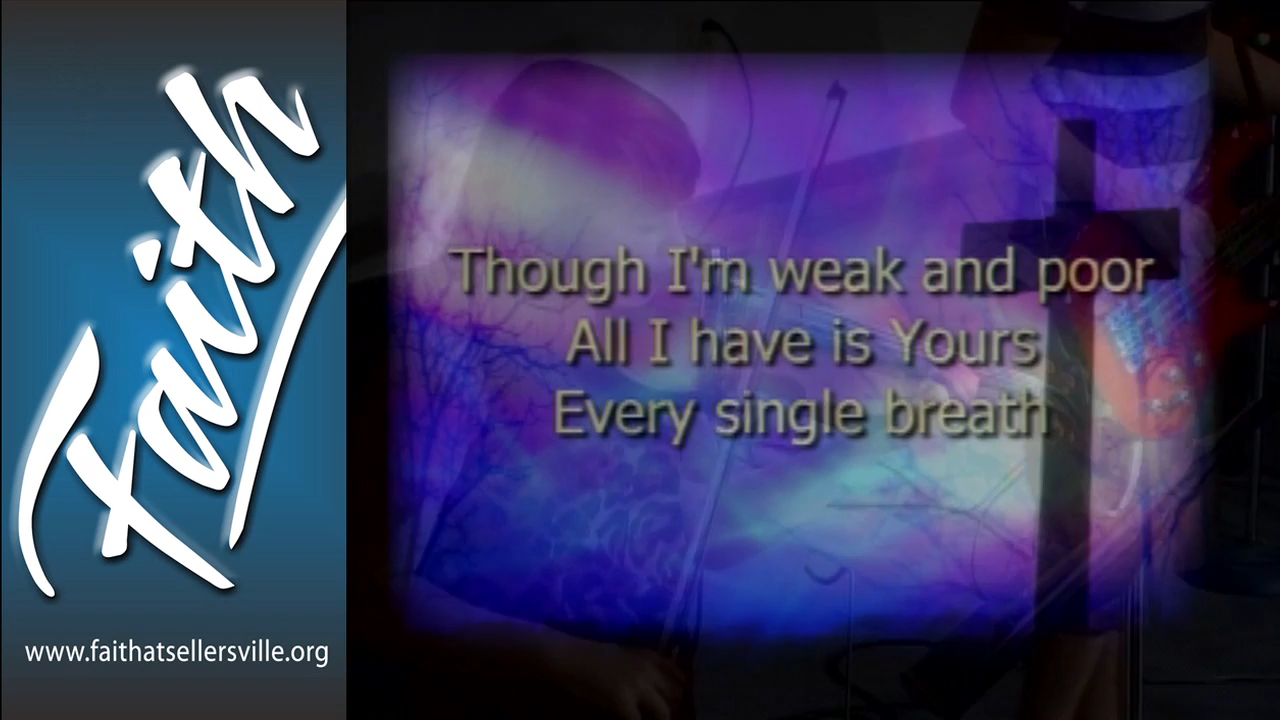 Faith
www.faithatsellersville.org
Though I'm weak and poor
All I have is Yours
Every single breath